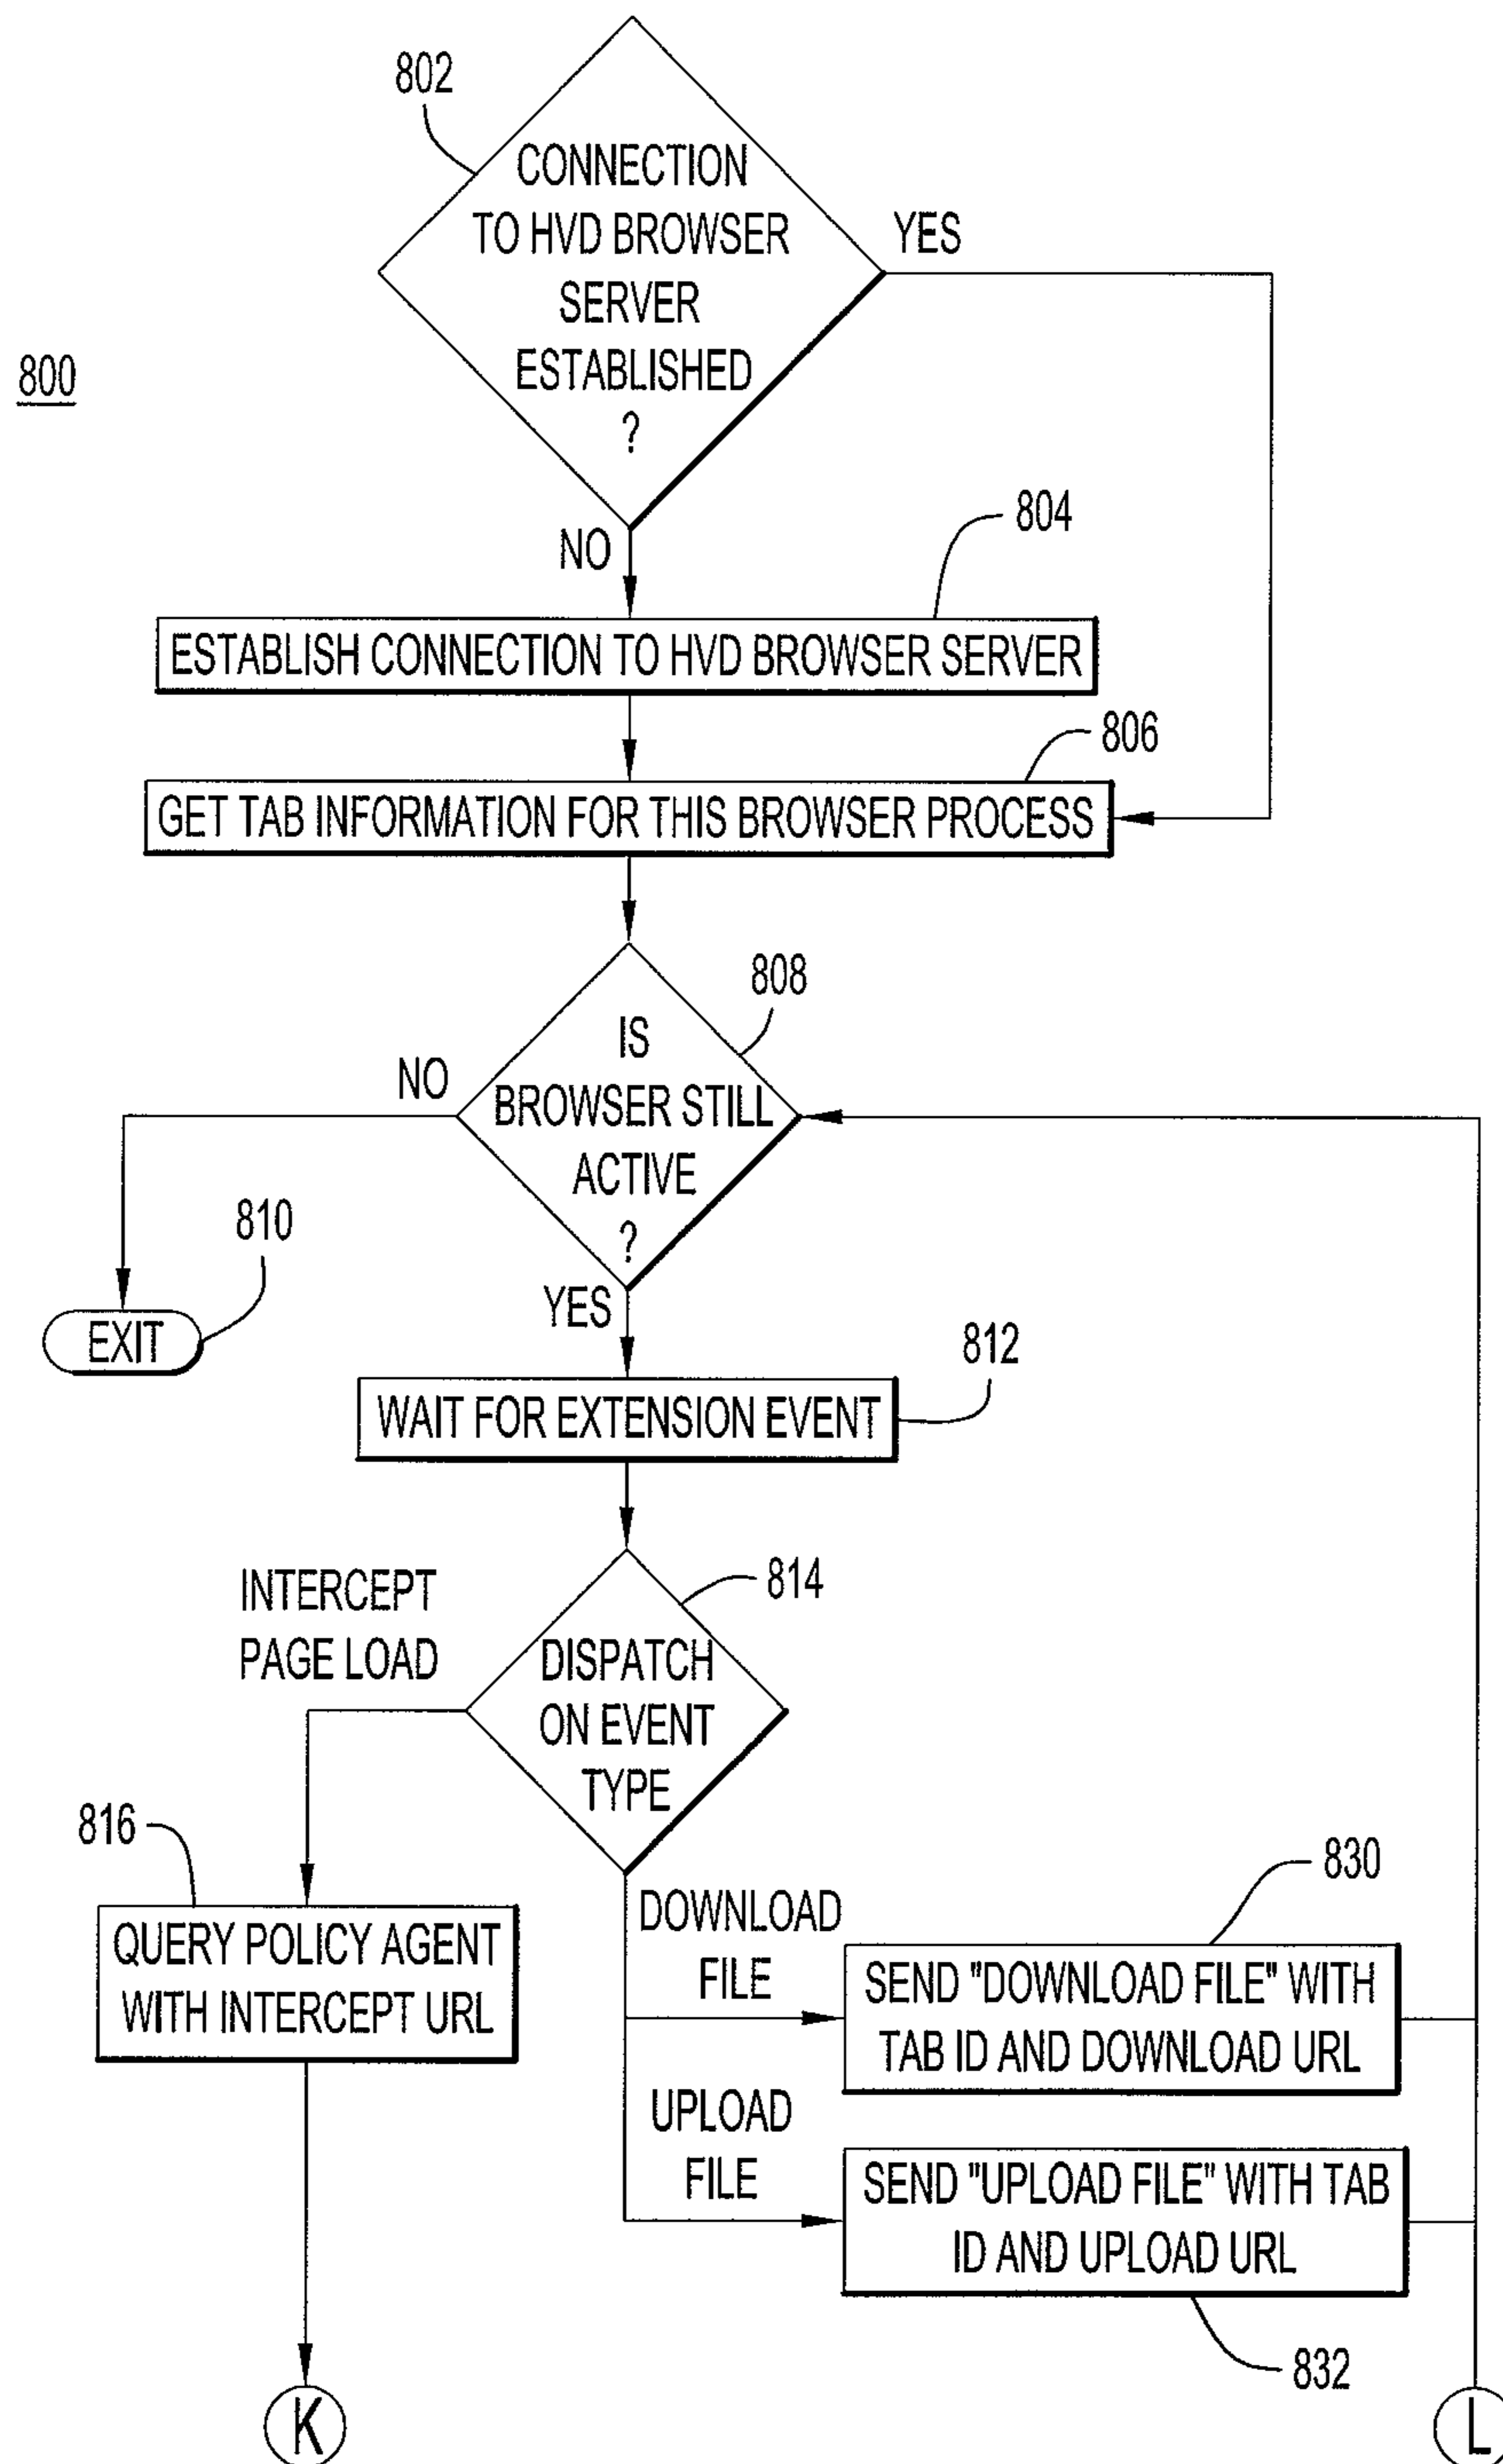 802
CONNECTION
TO HVD BROWSER
SERVER
ESTABLISHED
?
YES
800
NO
804
ESTABLISH CONNECTION TO HVD BROWSER SERVER
806
GET TAB INFORMATION FOR THIS BROWSER PROCESS
808
IS
BROWSER STILL
ACTIVE
?
NO
810
EXIT
YES
812
WAIT FOR EXTENSION EVENT
814
INTERCEPT
PAGE LOAD
DISPATCH
ON EVENT
TYPE
816
QUERY POLICY AGENT
WITH INTERCEPT URL
DOWNLOAD
FILE
830
SEND "DOWNLOAD FILE" WITH
TAB ID AND DOWNLOAD URL
UPLOAD
FILE
SEND "UPLOAD FILE" WITH TAB
ID AND UPLOAD URL
832
K
L